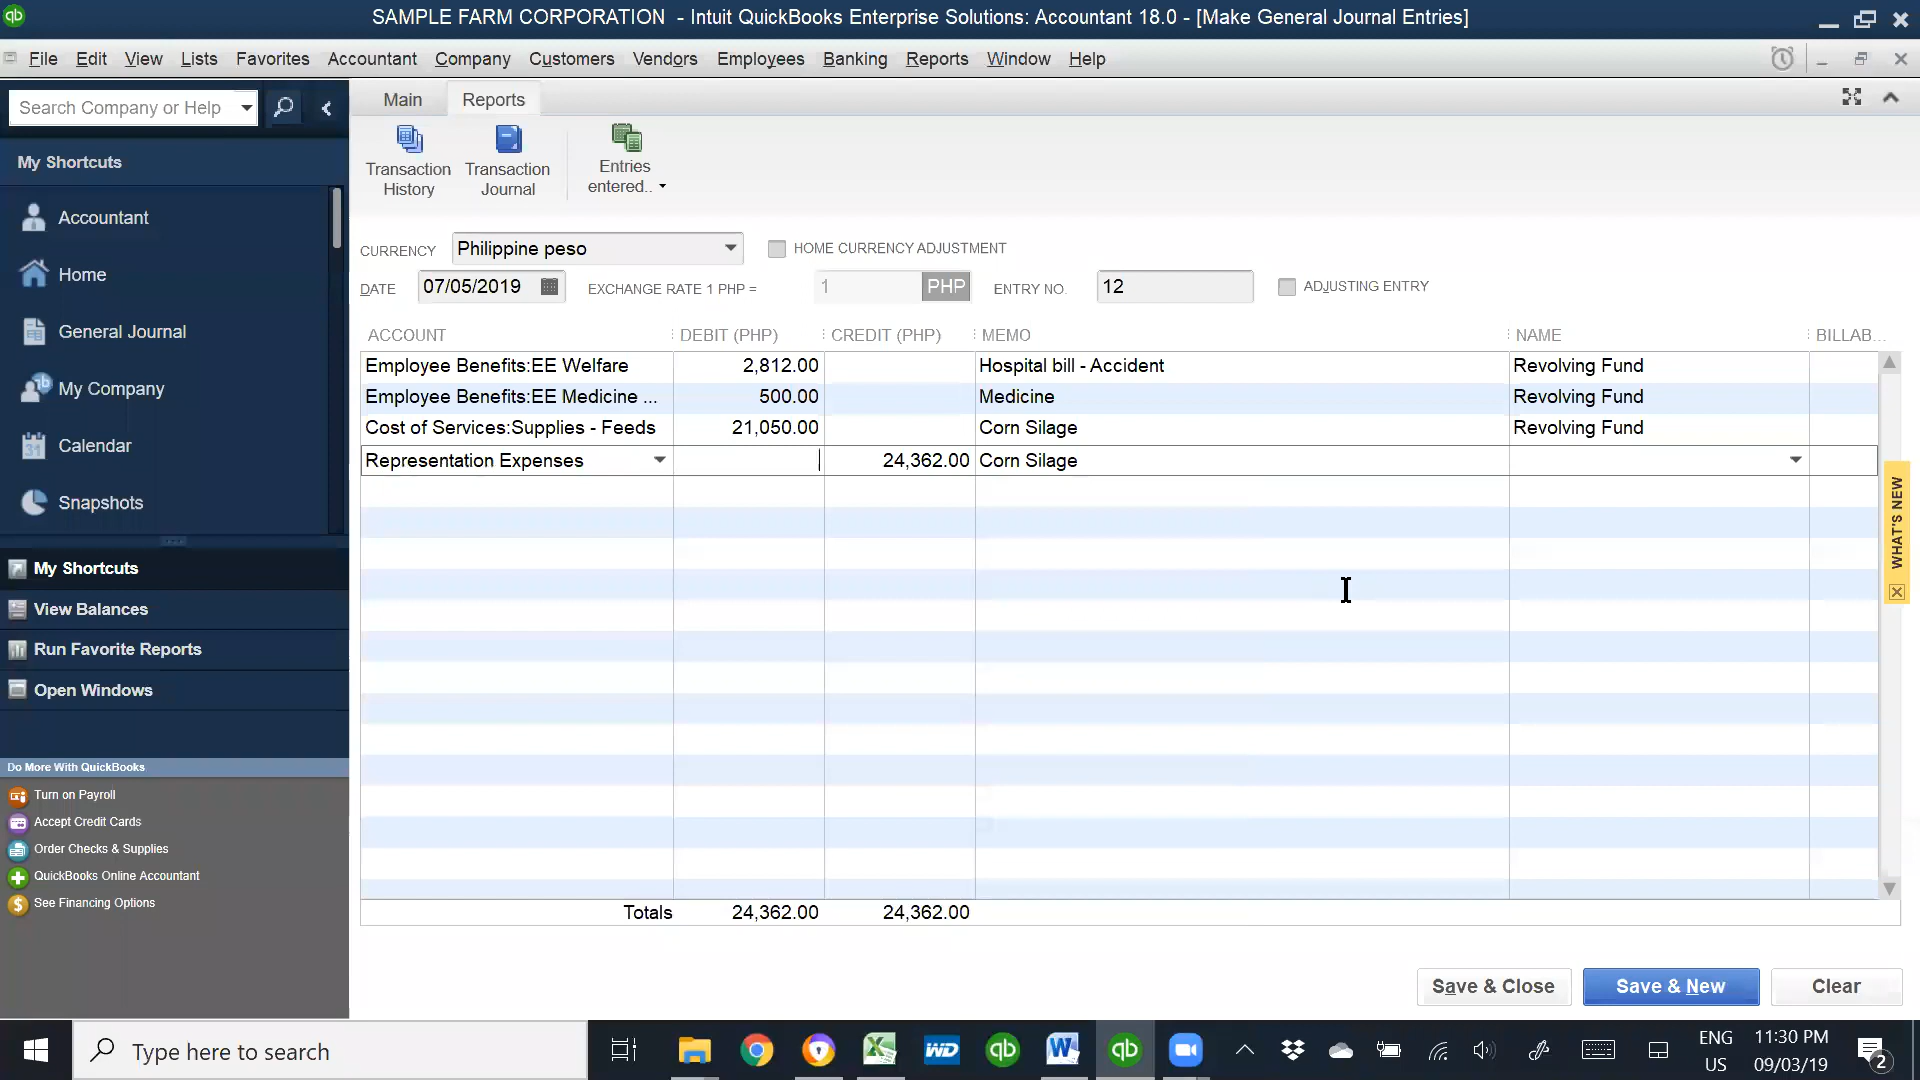 SAMPLE FARM CORPORATION - Intuit QuickBooks Enterprise Solutions: Accountant 18.0 - [Make General Journal Entries]
File Edit View Lists Favorites Accountant Company Customers Vendors Employees Banking Reports Window Help
Search Company or Help
My Shortcuts
Accountant
Home
General Journal
My Company
31
Calendar
Snapshots
My Shortcuts
View Balances
Run Favorite Reports
Open Windows
Do More With QuickBooks
Turn on Payroll
Accept Credit Cards
Order Checks & Supplies
QuickBooks Online Accountant
See Financing Options
Main Reports
Transaction History
Transaction Journal
Entries entered..
CURRENCY Philippine peso HOME CURRENCY ADJUSTMENT
DATE 07/05/2019 EXCHANGE RATE 1 PHP = 1 PHP ENTRY NO. 12 ADJUSTING ENTRY
ACCOUNT DEBIT (PHP) CREDIT (PHP) MEMO NAME BILLAB...
Employee Benefits:EE Welfare 2,812.00 Hospital bill - Accident Revolving Fund
Employee Benefits:EE Medicine ... 500.00 Medicine Revolving Fund
Cost of Services:Supplies - Feeds 21,050.00 Corn Silage Revolving Fund
Representation Expenses 24,362.00 Corn Silage
Totals 24,362.00 24,362.00
WHAT'S NEW
Save & Close Save & New Clear
Type here to search
ENG US
11:30 PM
09/03/19
2